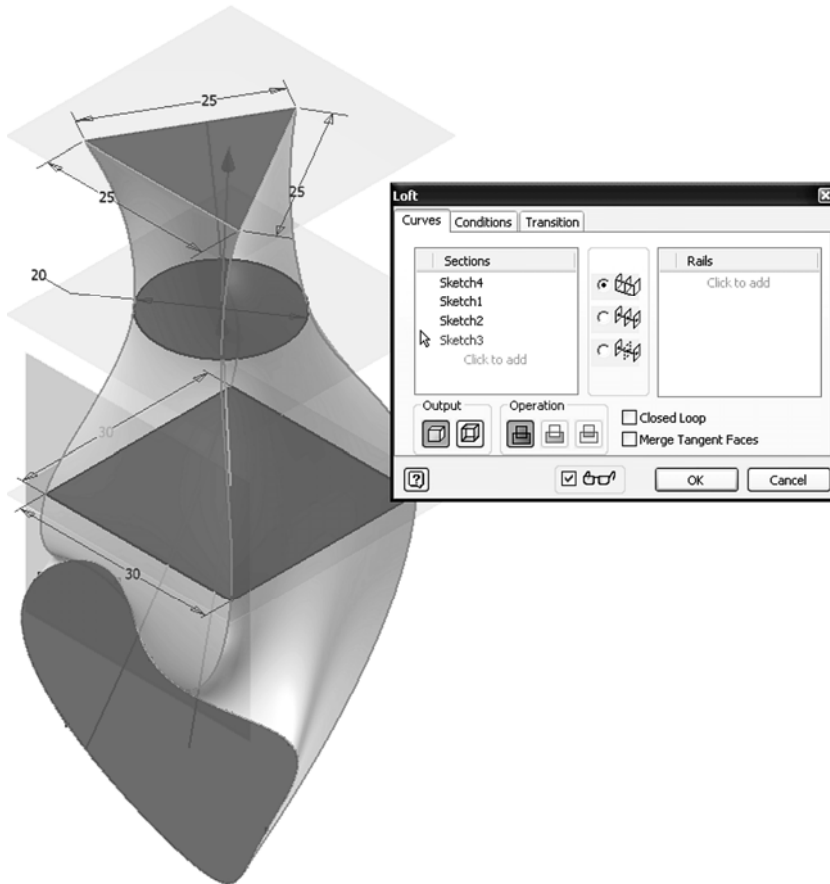 25
25
25
20
30
30
Loft
Curves Conditions Transition
Sections
Sketch4
Sketch1
Sketch2
Sketch3
Click to add
Rails
Click to add
Output
Operation
Closed Loop
Merge Tangent Faces
OK
Cancel